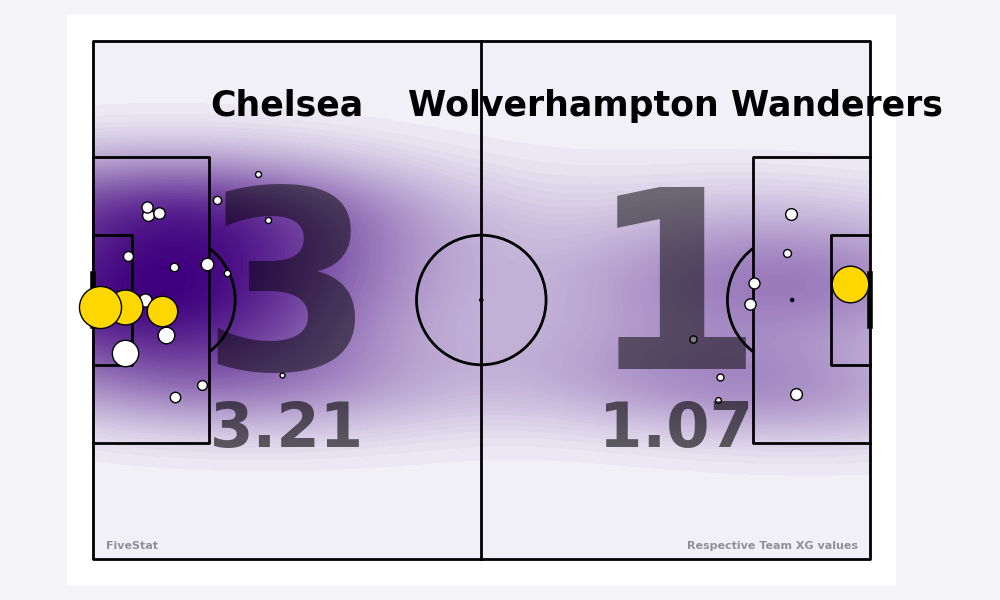 Chelsea
Wolverhampton Wanderers
3
1
3.21
1.07
FiveStat
Respective Team XG values